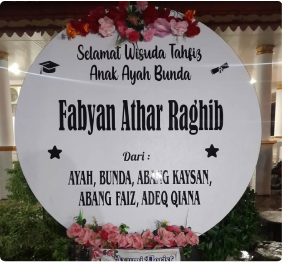 Selamat Wisuda Tahfiz
Anak Ayah Bunda
Fabyan Athar Raghib
Dari :
AYAH, BUNDA, ABANG KAYSAN,
ABANG FAIZ, ADEQ QIANA